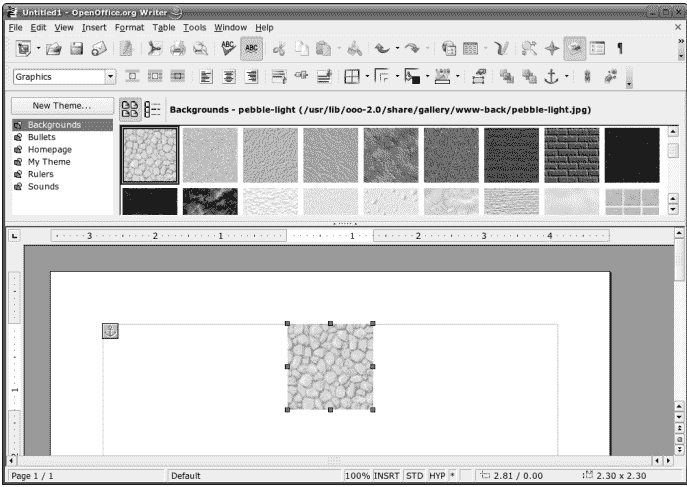 Untitled1 - OpenOffice.org Writer
File Edit View Insert Format Table Tools Window Help
ABC ABC
Graphics
New Theme...
Backgrounds - pebble-light (/usr/lib/ooo-2.0/share/gallery/www-back/pebble-light.jpg)
Backgrounds
Bullets
Homepage
My Theme
Rulers
Sounds
3 2 1 1 2 3 4
1
Page 1 / 1 Default 100% INSRT STD HYP * 2.81 / 0.00 2.30 x 2.30